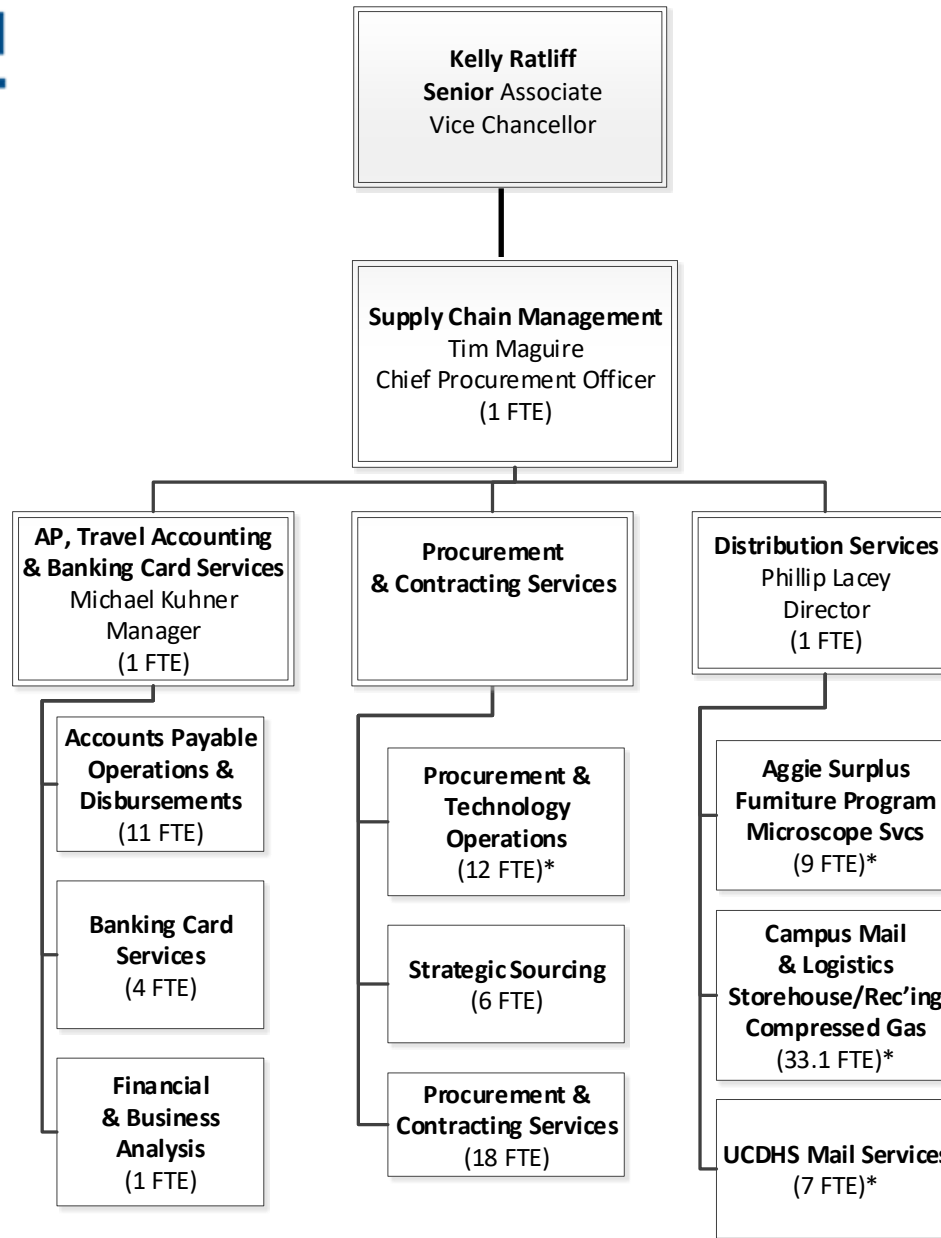 Kelly Ratliff
Senior Associate
Vice Chancellor
Supply Chain Management
Tim Maguire
Chief Procurement Officer
(1 FTE)
AP, Travel Accounting
& Banking Card Services
Michael Kuhner
Manager
(1 FTE)
Accounts Payable
Operations &
Disbursements
(11 FTE)
Banking Card
Services
(4 FTE)
Financial
& Business
Analysis
(1 FTE)
Procurement
& Contracting Services
Procurement &
Technology
Operations
(12 FTE)*
Strategic Sourcing
(6 FTE)
Procurement &
Contracting Services
(18 FTE)
Distribution Services
Phillip Lacey
Director
(1 FTE)
Aggie Surplus
Furniture Program
Microscope Svcs
(9 FTE)*
Campus Mail
& Logistics
Storehouse/Rec’ing
Compressed Gas
(33.1 FTE)*
UCDHS Mail Services
(7 FTE)*